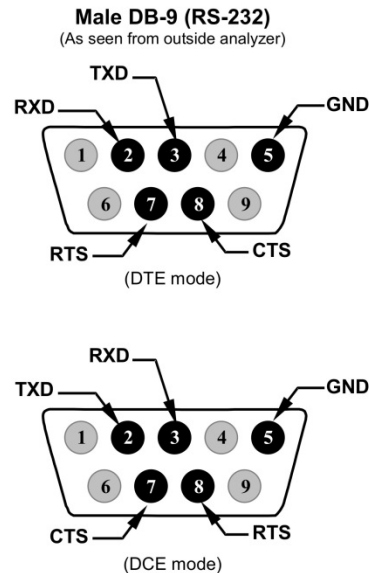 Male DB-9 (RS-232)
(As seen from outside analyzer)
TXD
RXD
GND
1 2 3 4 5
6 7 8 9
RTS
CTS
(DTE mode)
RXD
TXD
GND
1 2 3 4 5
6 7 8 9
CTS
RTS
(DCE mode)